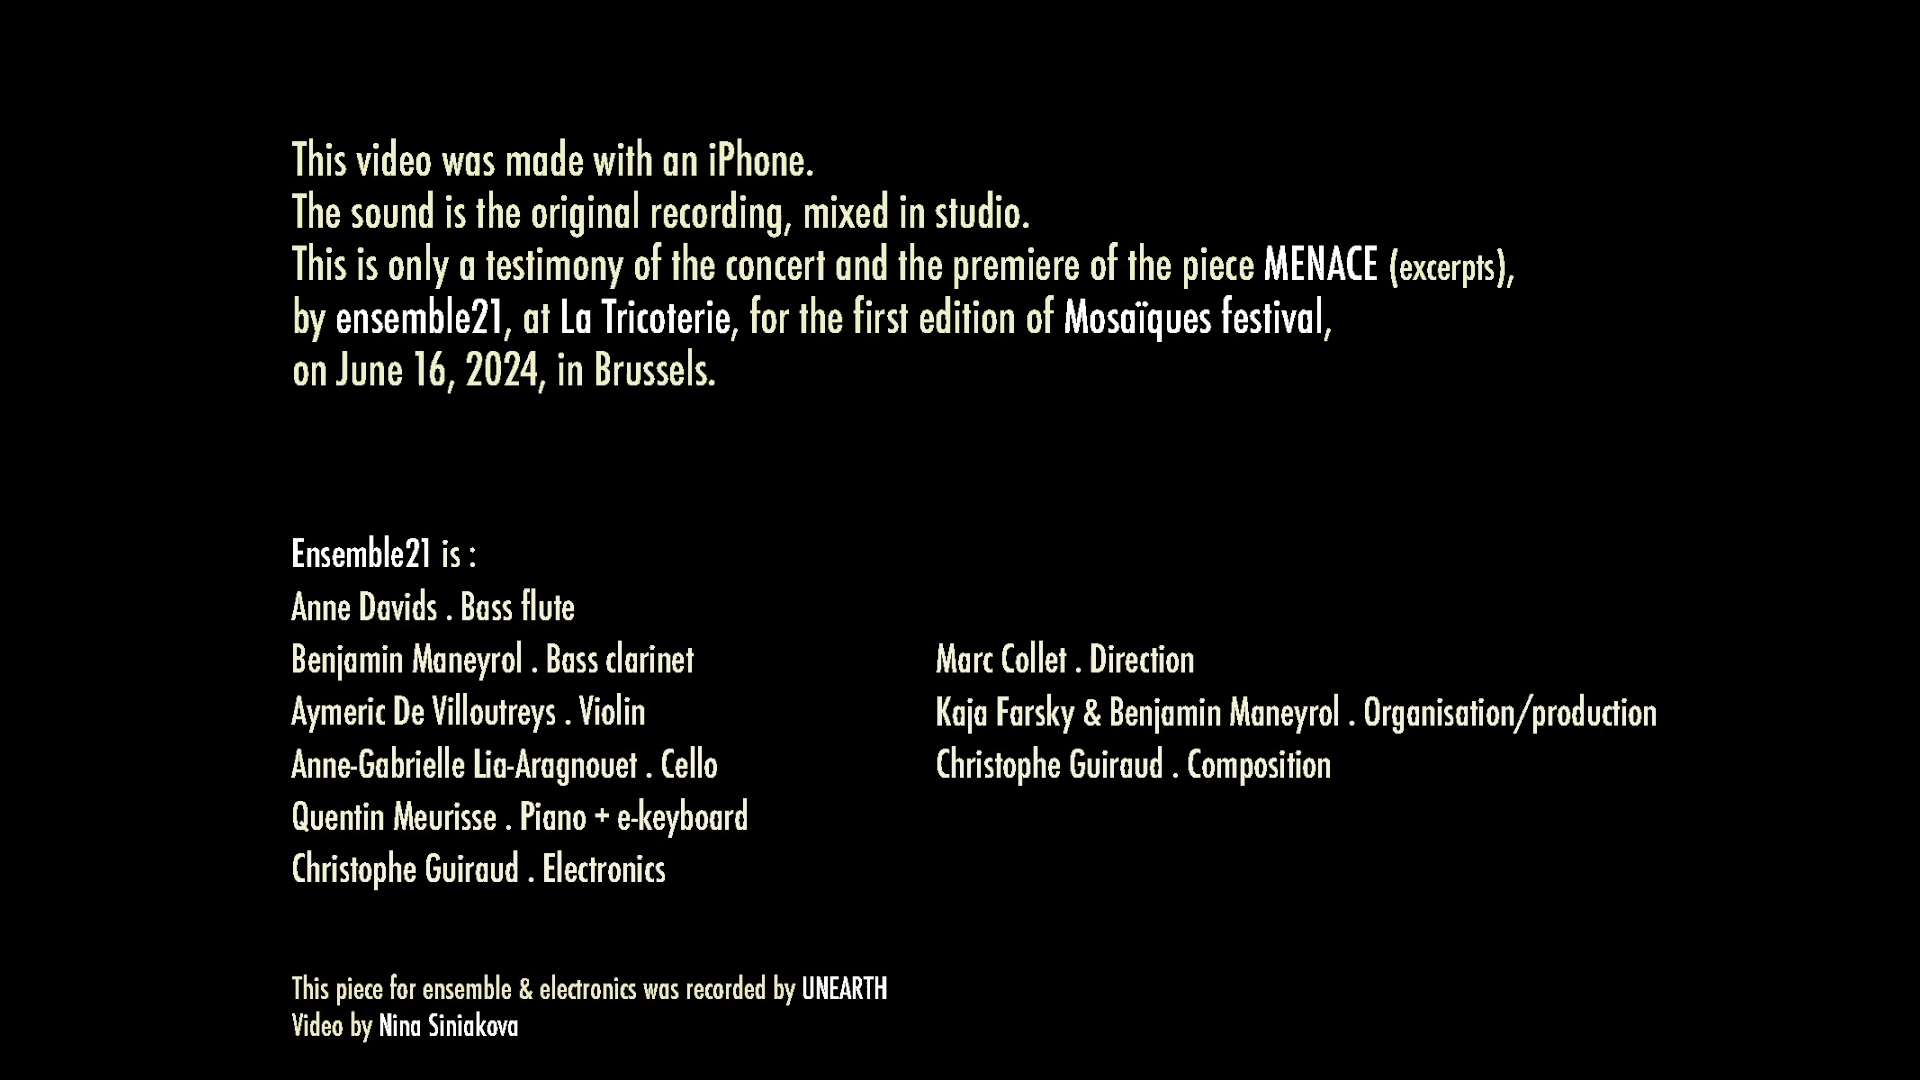 This video was made with an iPhone.
The sound is the original recording, mixed in studio.
This is only a testimony of the concert and the premiere of the piece MENACE (excerpts),
by ensemble21, at La Tricoterie, for the first edition of Mosaïques festival,
on June 16, 2024, in Brussels.
Ensemble21 is :
Anne Davids . Bass flute
Benjamin Maneyrol . Bass clarinet
Aymeric De Villoutreys . Violin
Anne-Gabrielle Lia-Aragnouet . Cello
Quentin Meurisse . Piano + e-keyboard
Christophe Guiraud . Electronics
Marc Collet . Direction
Kaja Farsky & Benjamin Maneyrol . Organisation/production
Christophe Guiraud . Composition
This piece for ensemble & electronics was recorded by UNEARTH
Video by Nina Siniakova